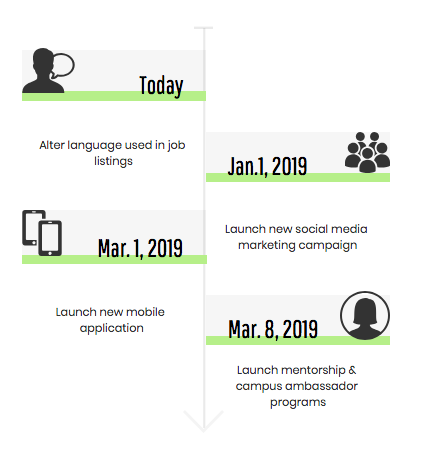 Today
Alter language used in job
listings
Jan.1, 2019
Launch new social media
marketing campaign
Mar. 1, 2019
Launch new mobile
application
Mar. 8, 2019
Launch mentorship &
campus ambassador
programs